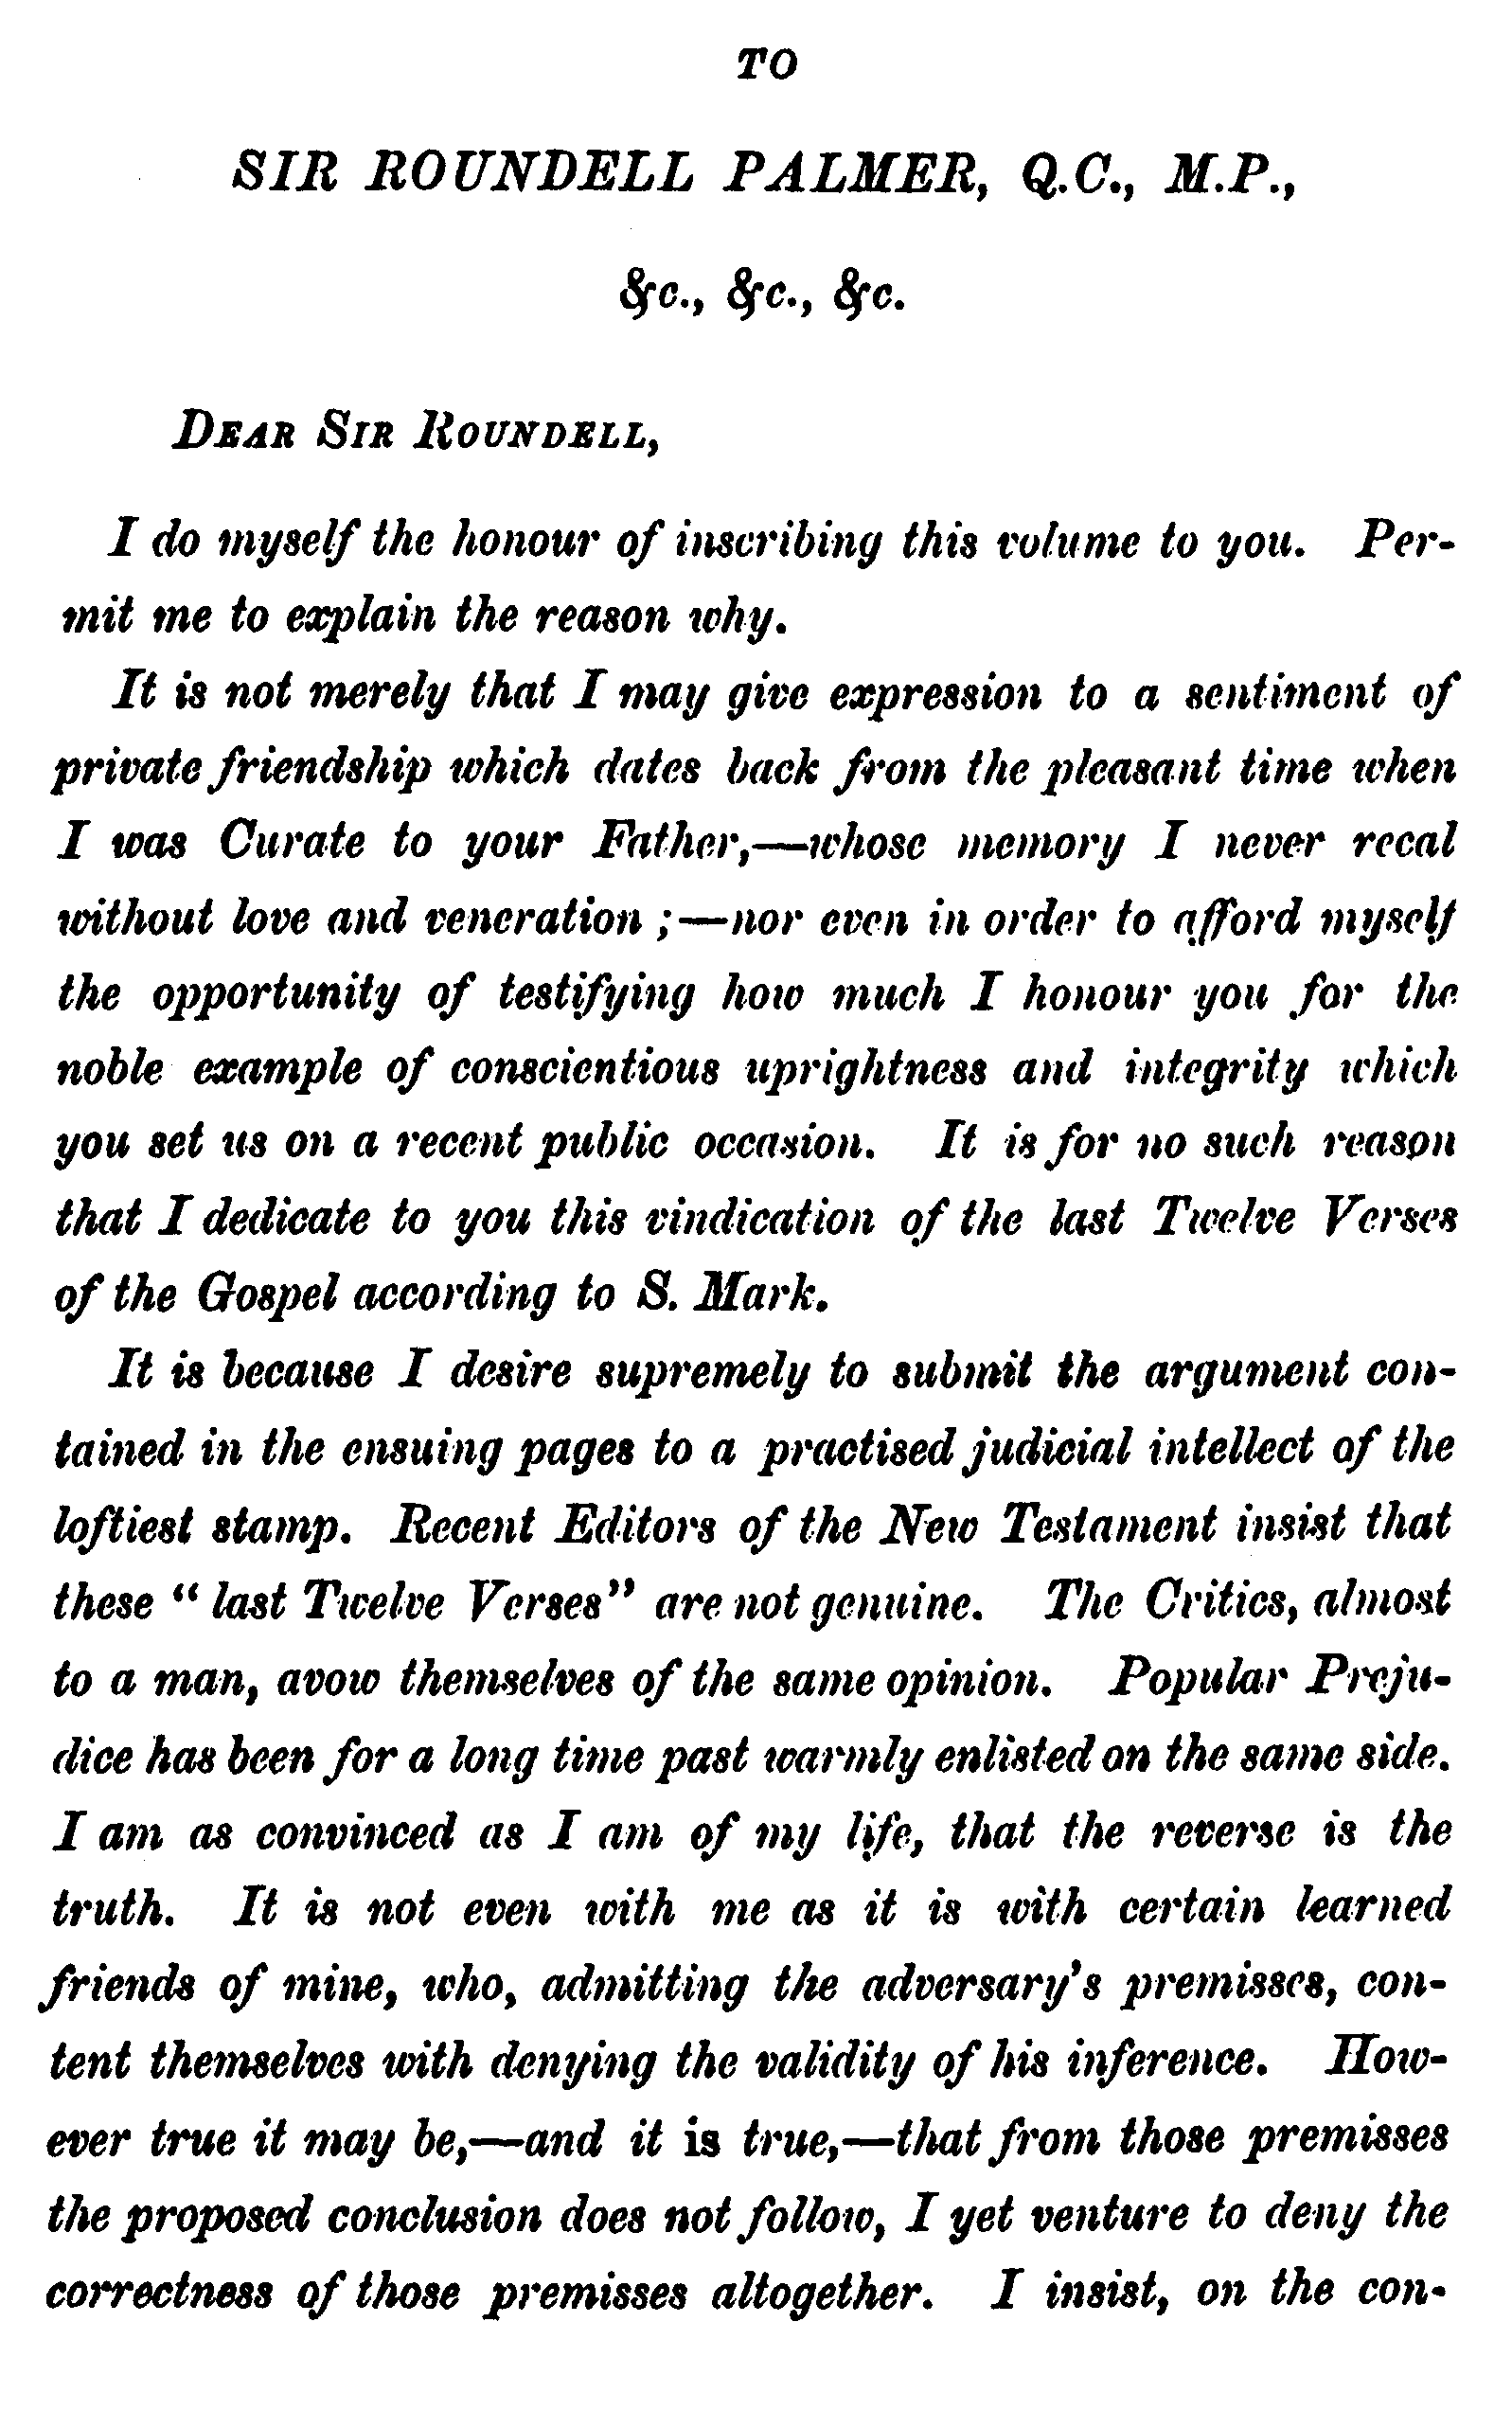 TO
SIR ROUNDELL PALMER, Q.C., M.P.,
&c., &c., &c.
DEAR SIR ROUNDELL,
I do myself the honour of inscribing this volume to you. Per-
mit me to explain the reason why.
It is not merely that I may give expression to a sentiment of
private friendship which dates back from the pleasant time when
I was Curate to your Father,—whose memory I never recal
without love and veneration ;—nor even in order to afford myself
the opportunity of testifying how much I honour you for the
noble example of conscientious uprightness and integrity which
you set us on a recent public occasion. It is for no such reason
that I dedicate to you this vindication of the last Twelve Verses
of the Gospel according to S. Mark.
It is because I desire supremely to submit the argument con-
tained in the ensuing pages to a practised judicial intellect of the
loftiest stamp. Recent Editors of the New Testament insist that
these “ last Twelve Verses” are not genuine. The Critics, almost
to a man, avow themselves of the same opinion. Popular Preju-
dice has been for a long time past warmly enlisted on the same side.
I am as convinced as I am of my life, that the reverse is the
truth. It is not even with me as it is with certain learned
friends of mine, who, admitting the adversary's premisses, con-
tent themselves with denying the validity of his inference. How-
ever true it may be,—and it is true,—that from those premisses
the proposed conclusion does not follow, I yet venture to deny the
correctness of those premisses altogether. I insist, on the con-